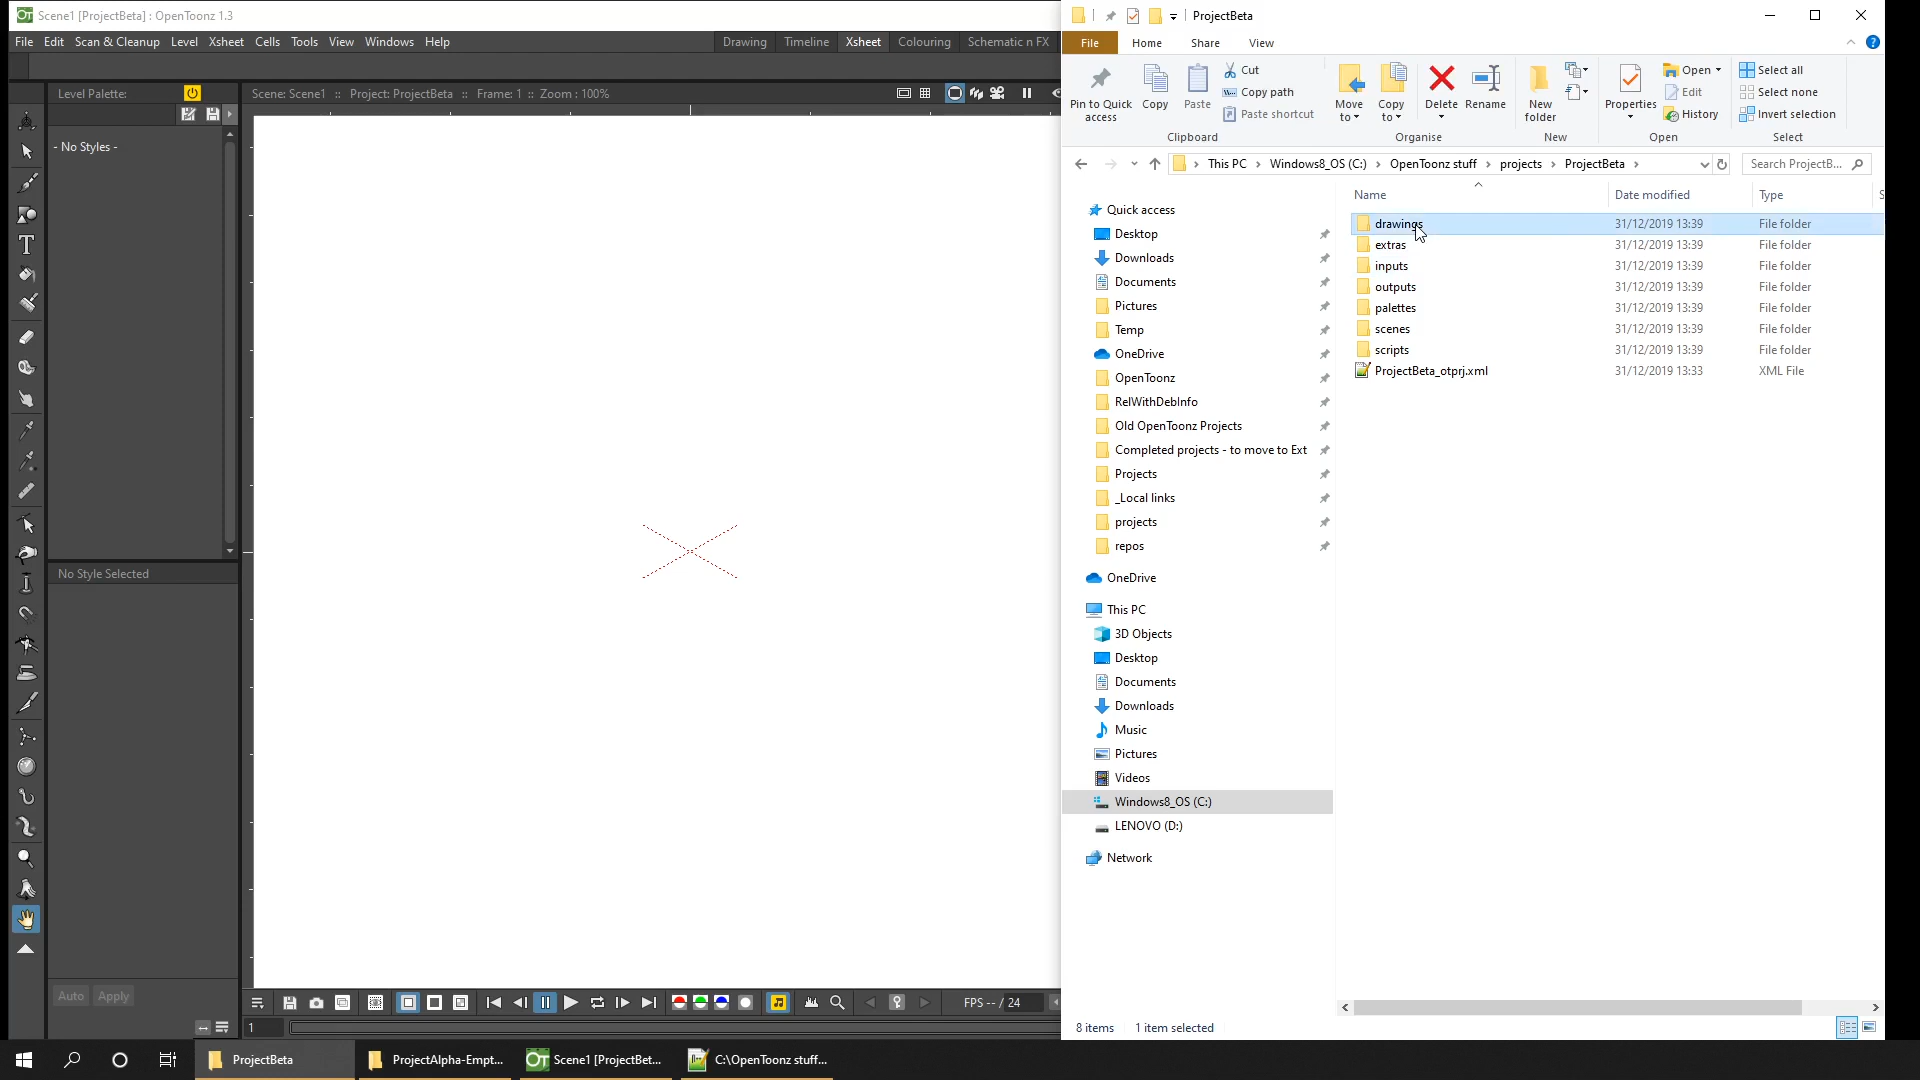 Scene1 [ProjectBeta] : OpenToonz 1.3
File Edit Scan & Cleanup Level Xsheet Cells Tools View Windows Help
Drawing Timeline Xsheet Colouring Schematic n FX
Level Palette:
Scene: Scene1 :: Project: ProjectBeta :: Frame: 1 :: Zoom : 100%
- No Styles -
No Style Selected
Auto Apply
FPS -- / 24
1
ProjectBeta
File Home Share View
Pin to Quick access
Copy
Paste
Cut
Copy path
Paste shortcut
Clipboard
Move to
Copy to
Delete
Rename
Organise
New folder
New
Properties
Open
Edit
History
Open
Select all
Select none
Invert selection
Select
This PC > Windows8_OS (C:) > OpenToonz stuff > projects > ProjectBeta >
Search ProjectB...
Quick access
Desktop
Downloads
Documents
Pictures
Temp
OneDrive
OpenToonz
RelWithDebInfo
Old OpenToonz Projects
Completed projects - to move to Ext
Projects
_Local links
projects
repos
OneDrive
This PC
3D Objects
Desktop
Documents
Downloads
Music
Pictures
Videos
Windows8_OS (C:)
LENOVO (D:)
Network
Name Date modified Type S
drawings 31/12/2019 13:39 File folder
extras 31/12/2019 13:39 File folder
inputs 31/12/2019 13:39 File folder
outputs 31/12/2019 13:39 File folder
palettes 31/12/2019 13:39 File folder
scenes 31/12/2019 13:39 File folder
scripts 31/12/2019 13:39 File folder
ProjectBeta_otprj.xml 31/12/2019 13:33 XML File
8 items 1 item selected
ProjectBeta
ProjectAlpha-Empt...
Scene1 [ProjectBet...
C:\OpenToonz stuff...